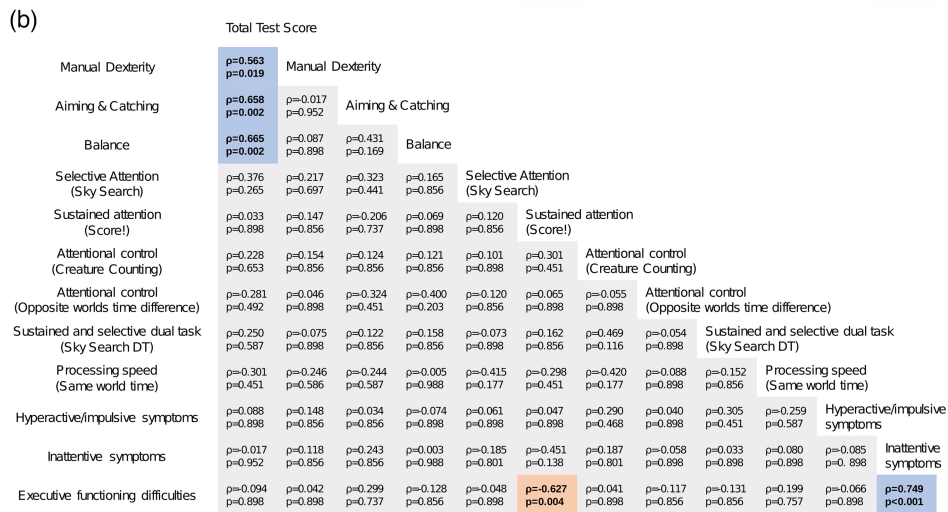 (b)
Total Test Score
Manual Dexterity
ρ=0.563
p=0.019
Manual Dexterity
Aiming & Catching
ρ=0.658
p=0.002
ρ=-0.017
p=0.952
Aiming & Catching
Balance
ρ=0.665
p=0.002
ρ=0.087
p=0.898
ρ=0.431
p=0.169
Balance
Selective Attention
(Sky Search)
ρ=0.376 ρ=0.217 ρ=0.323 ρ=0.165
p=0.265 p=0.697 p=0.441 p=0.856
Selective Attention
(Sky Search)
Sustained attention
(Score!)
ρ=0.033 ρ=0.147 ρ=-0.206 ρ=0.069 ρ=0.120
p=0.898 p=0.856 p=0.737 p=0.898 p=0.856
Sustained attention
(Score!)
Attentional control
(Creature Counting)
ρ=0.228 ρ=0.154 ρ=0.124 ρ=0.121 ρ=0.101 ρ=0.301
p=0.653 p=0.856 p=0.856 p=0.856 p=0.898 p=0.451
Attentional control
(Creature Counting)
Attentional control
(Opposite worlds time difference)
ρ=-0.281 ρ=0.046 ρ=-0.324 ρ=-0.400 ρ=-0.120 ρ=0.065 ρ=-0.055
p=0.492 p=0.898 p=0.451 p=0.203 p=0.856 p=0.898 p=0.898
Attentional control
(Opposite worlds time difference)
Sustained and selective dual task
(Sky Search DT)
ρ=0.250 ρ=-0.075 ρ=0.122 ρ=0.158 ρ=-0.073 ρ=0.162 ρ=0.469 ρ=-0.054
p=0.587 p=0.898 p=0.856 p=0.856 p=0.898 p=0.856 p=0.116 p=0.898
Sustained and selective dual task
(Sky Search DT)
Processing speed
(Same world time)
ρ=-0.301 ρ=-0.246 ρ=-0.244 ρ=-0.005 ρ=-0.415 ρ=-0.298 ρ=-0.420 ρ=-0.088 ρ=-0.152
p=0.451 p=0.586 p=0.587 p=0.988 p=0.177 p=0.451 p=0.177 p=0.898 p=0.856
Processing speed
(Same world time)
Hyperactive/impulsive symptoms
ρ=0.088 ρ=0.148 ρ=0.034 ρ=-0.074 ρ=0.061 ρ=0.047 ρ=0.290 ρ=0.040 ρ=0.305 ρ=-0.259
p=0.898 p=0.856 p=0.856 p=0.898 p=0.898 p=0.898 p=0.468 p=0.898 p=0.451 p=0.587
Hyperactive/impulsive
symptoms
Inattentive symptoms
ρ=-0.017 ρ=0.118 ρ=0.243 ρ=0.003 ρ=-0.185 ρ=-0.451 ρ=0.187 ρ=-0.058 ρ=0.033 ρ=0.080 ρ=-0.085
p=0.952 p=0.856 p=0.856 p=0.988 p=0.801 p=0.138 p=0.801 p=0.898 p=0.898 p=0.898 p=0. 898
Inattentive
symptoms
Executive functioning difficulties
ρ=-0.094 ρ=0.042 ρ=0.299 ρ=-0.128 ρ=-0.048 ρ=-0.627 ρ=-0.041 ρ=-0.117 ρ=-0.131 ρ=0.199 ρ=-0.066 ρ=0.749
p=0.898 p=0.898 p=0.737 p=0.856 p=0.898 p=0.004 p=0.898 p=0.856 p=0.856 p=0.757 p=0.898 p<0.001